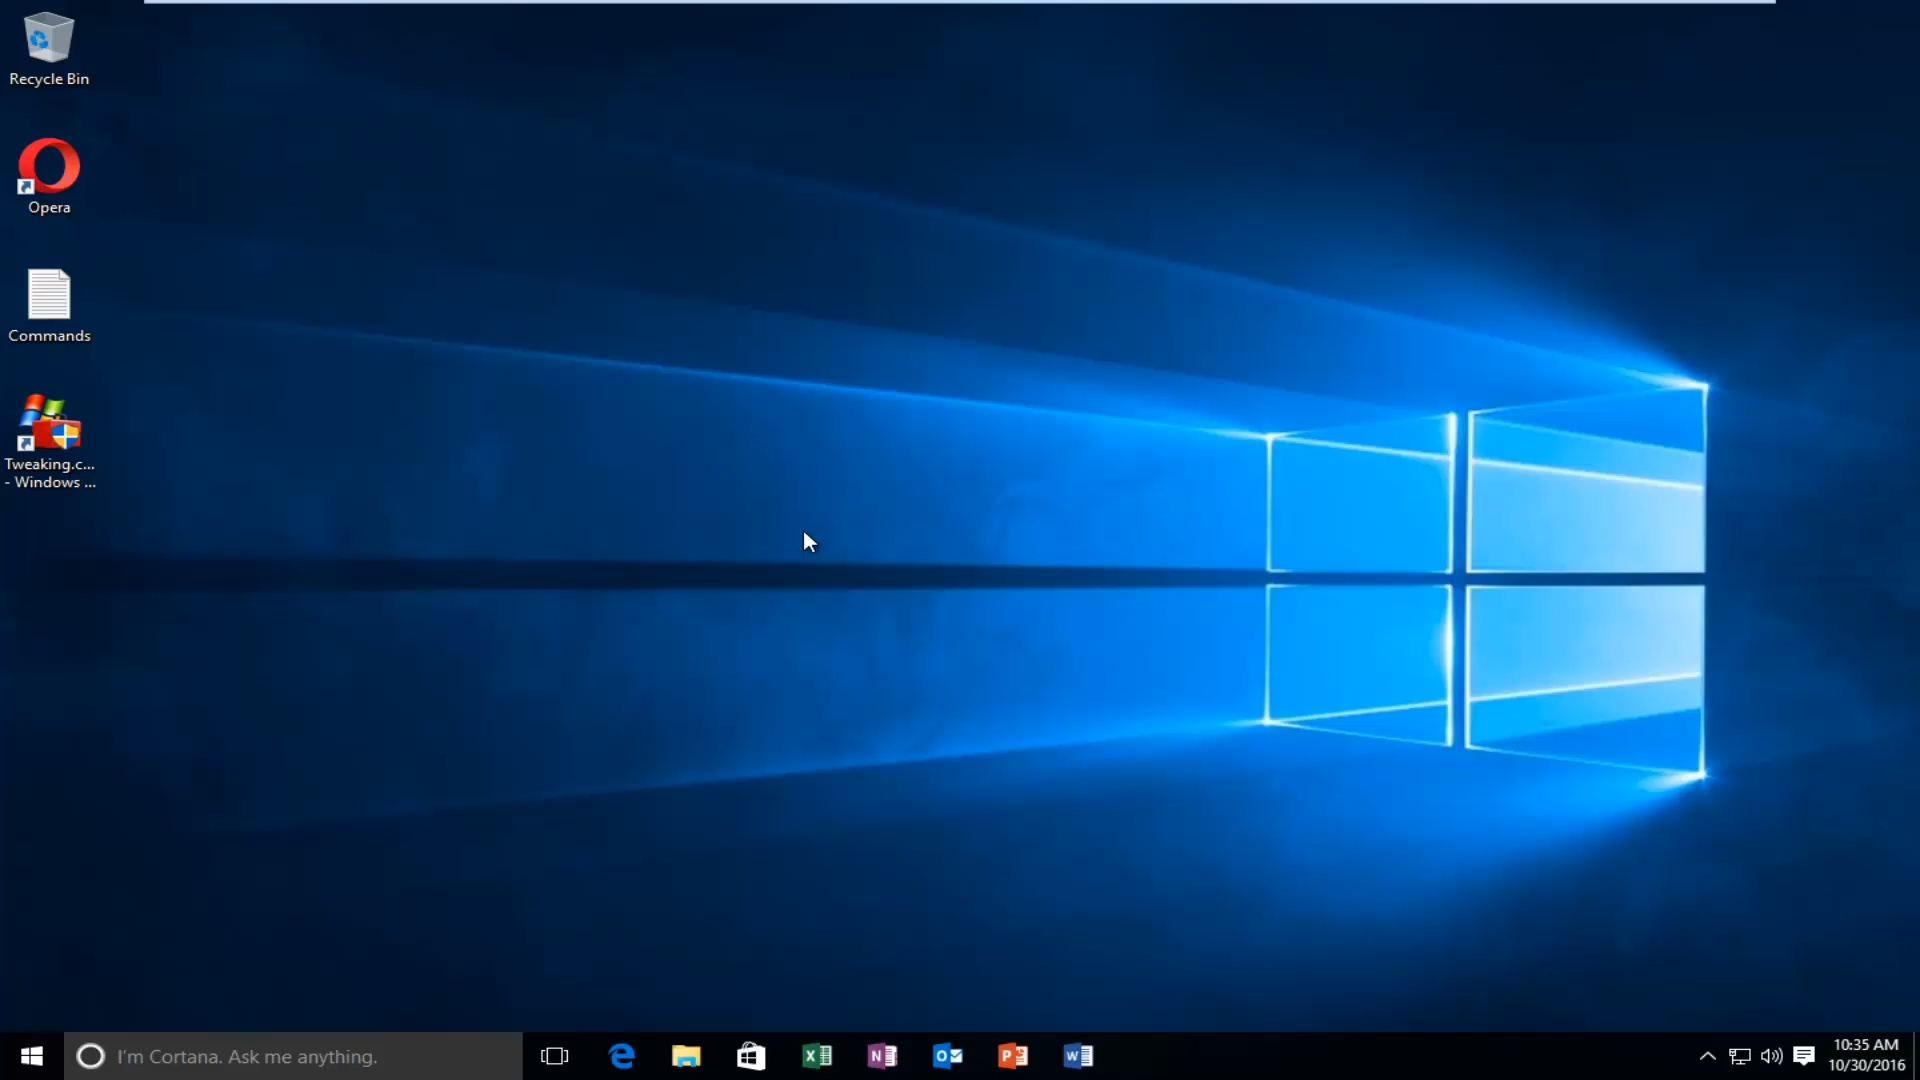 Recycle Bin
Opera
Commands
Tweaking.c...
- Windows ...
I'm Cortana. Ask me anything.
10:35 AM
10/30/2016